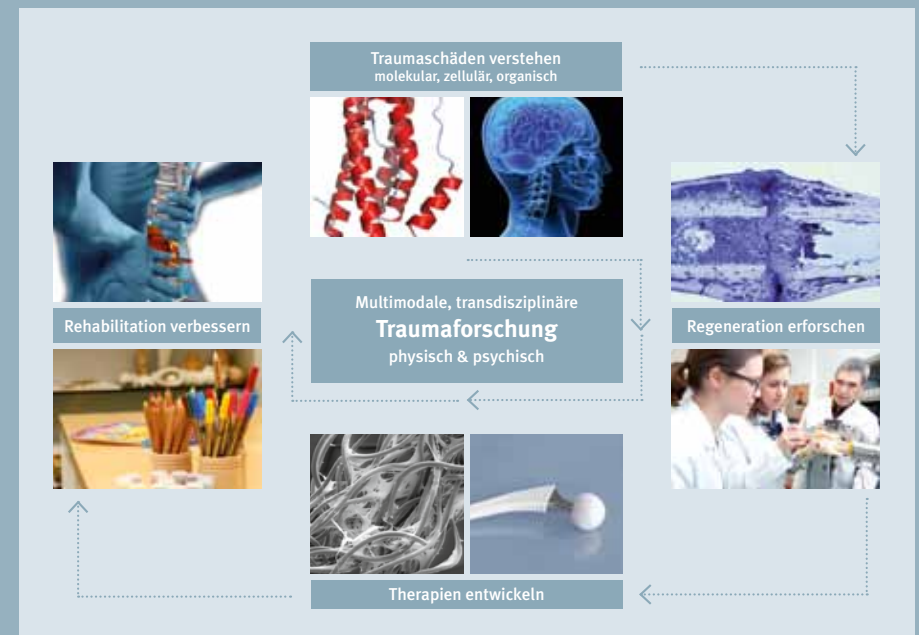 Traumaschäden verstehen
molekular, zellulär, organisch
Rehabilitation verbessern
Multimodale, transdisziplinäre
Traumaforschung
physisch & psychisch
Regeneration erforschen
Therapien entwickeln